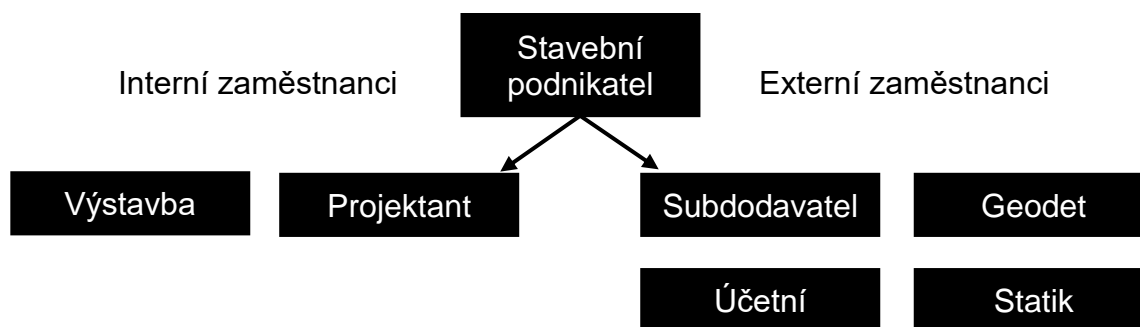 Stavební
podnikatel
Interní zaměstnanci
Externí zaměstnanci
Výstavba
Projektant
Subdodavatel
Geodet
Účetní
Statik